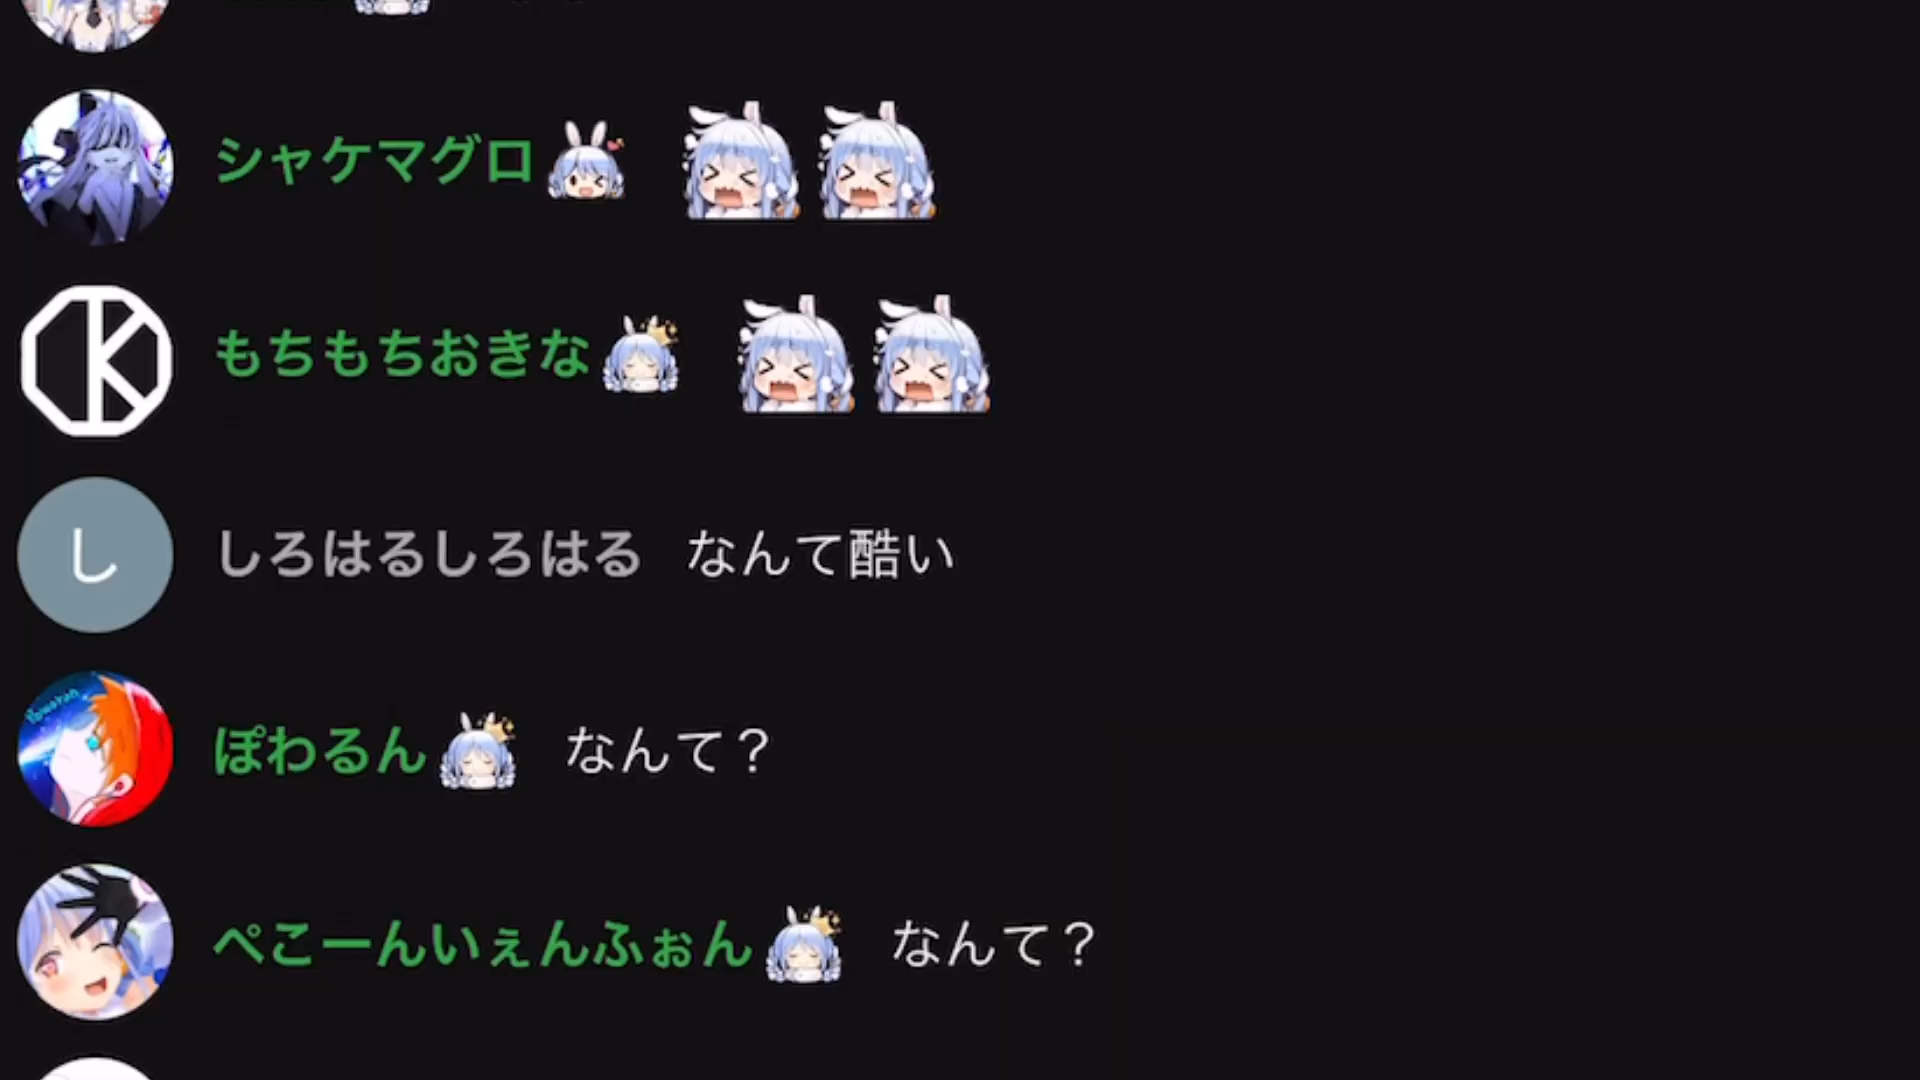 シャケマグロ
もちもちおきな
し しろはるしろはる なんて酷い
ぽわるん なんて？
ぺこーんいぇんふぉん なんて？